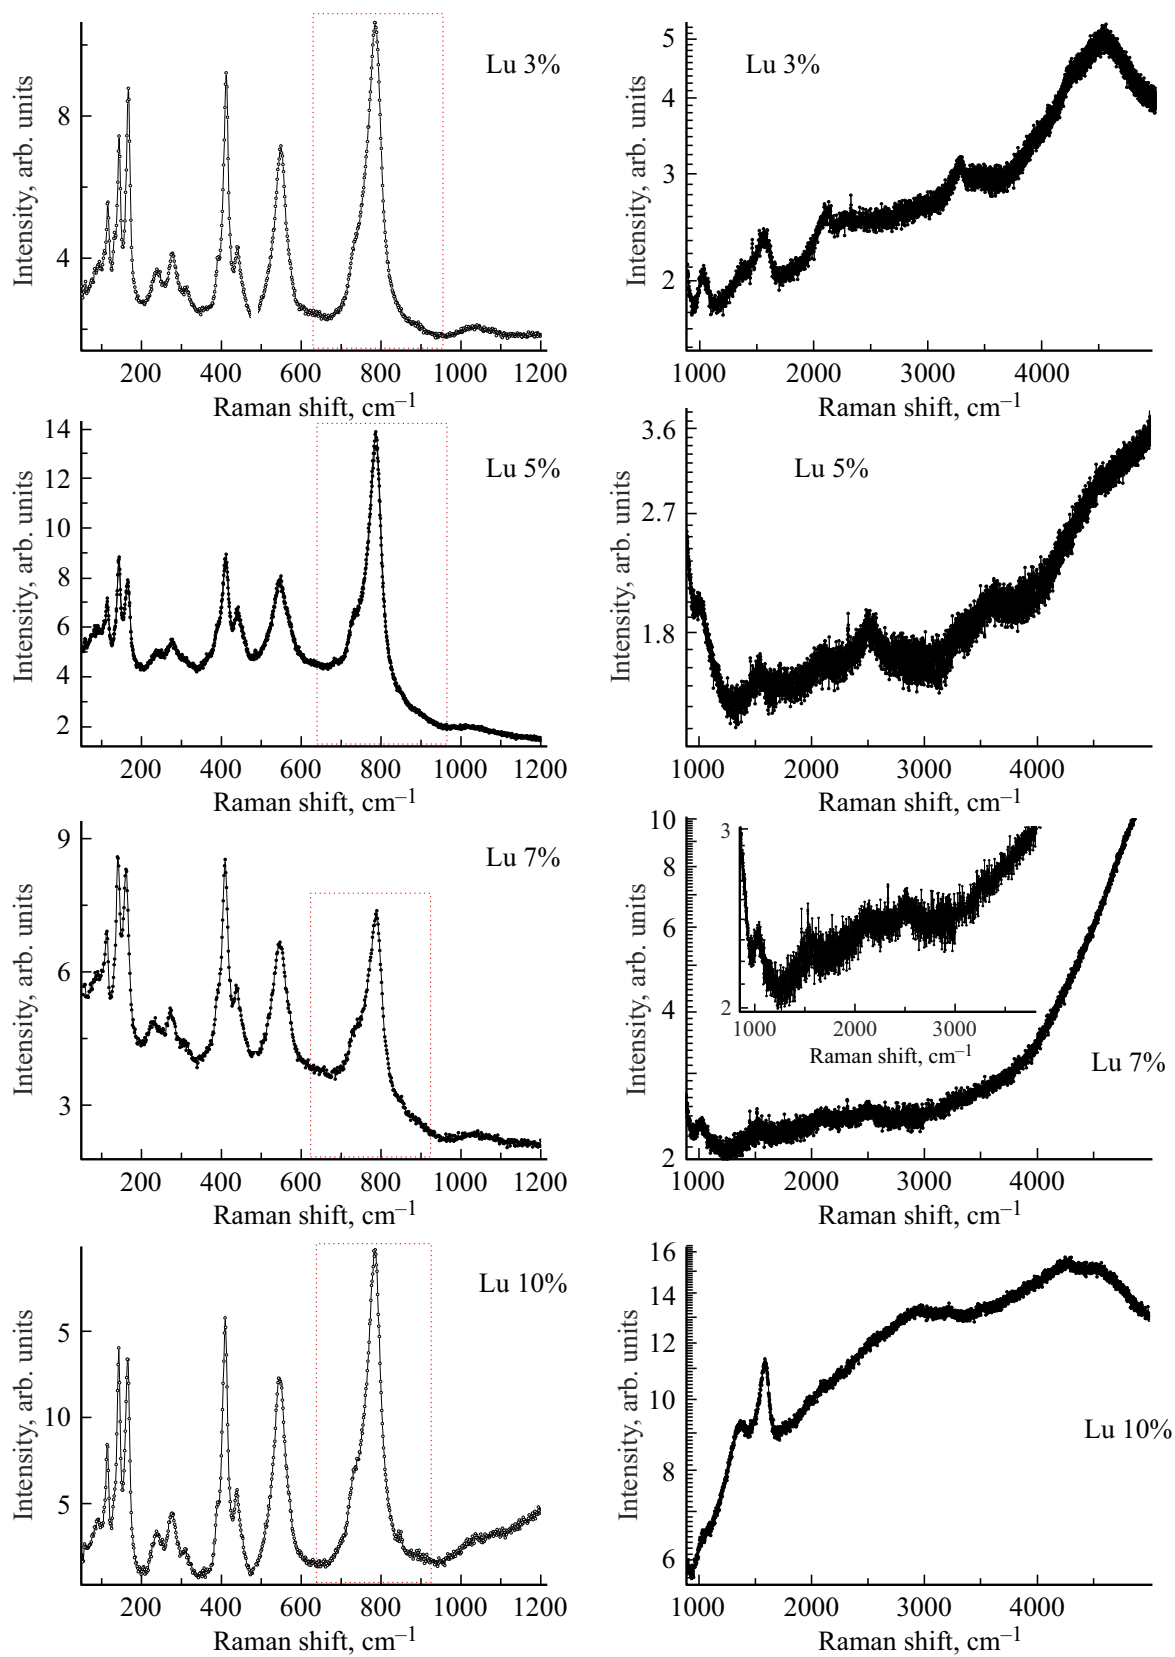 Intensity, arb. units
8
4
Lu 3%
200 400 600 800 1000 1200
Raman shift, cm–1
Intensity, arb. units
5
4
3
2
Lu 3%
1000 2000 3000 4000
Raman shift, cm–1
Intensity, arb. units
14
12
10
8
6
4
2
Lu 5%
200 400 600 800 1000 1200
Raman shift, cm–1
Intensity, arb. units
3.6
2.7
1.8
Lu 5%
1000 2000 3000 4000
Raman shift, cm–1
Intensity, arb. units
9
6
3
Lu 7%
200 400 600 800 1000 1200
Raman shift, cm–1
Intensity, arb. units
10
8
6
4
2
3
2
1000 2000 3000
Raman shift, cm–1
Lu 7%
1000 2000 3000 4000
Raman shift, cm–1
Intensity, arb. units
5
10
5
Lu 10%
200 400 600 800 1000 1200
Raman shift, cm–1
Intensity, arb. units
16
14
12
10
8
6
Lu 10%
1000 2000 3000 4000
Raman shift, cm–1